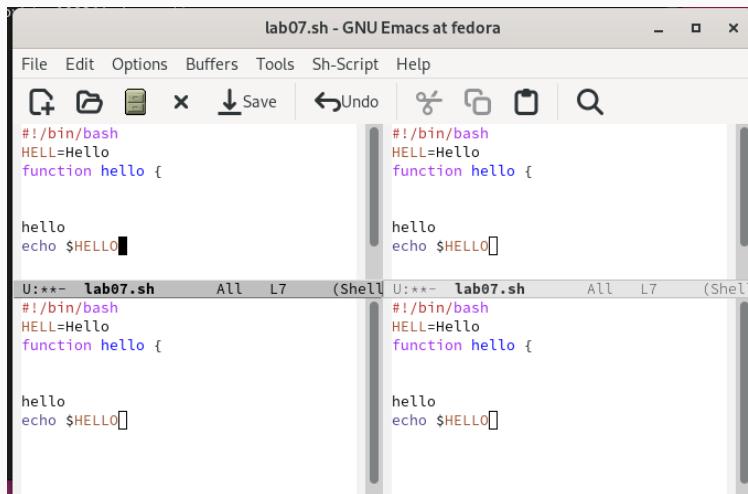 lab07.sh - GNU Emacs at fedora
File Edit Options Buffers Tools Sh-Script Help
Save Undo
#!/bin/bash
HELL=Hello
function hello {
hello
echo $HELLO
U:**- lab07.sh All L7 (Shell
#!/bin/bash
HELL=Hello
function hello {
hello
echo $HELLO
U:**- lab07.sh All L7 (Shel
#!/bin/bash
HELL=Hello
function hello {
hello
echo $HELLO
#!/bin/bash
HELL=Hello
function hello {
hello
echo $HELLO